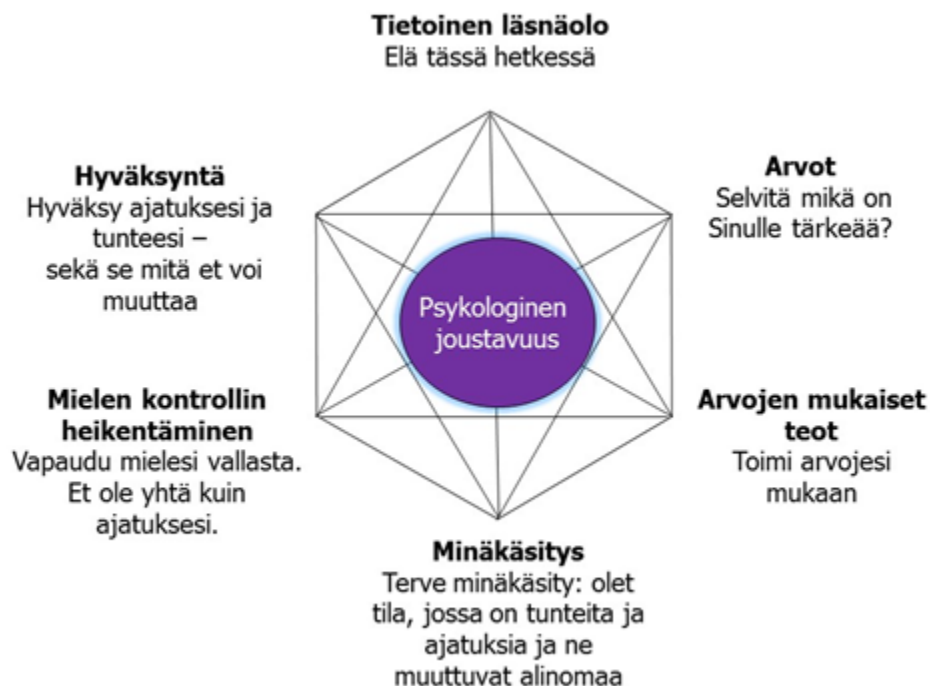 Tietoinen läsnäolo
Elä tässä hetkessä
Hyväksyntä
Hyväksy ajatuksesi ja
tunteesi –
sekä se mitä et voi
muuttaa
Arvot
Selvitä mikä on
Sinulle tärkeää?
Psykologinen
joustavuus
Mielen kontrollin
heikentäminen
Vapaudu mielesi vallasta.
Et ole yhtä kuin
ajatuksesi.
Arvojen mukaiset
teot
Toimi arvojesi
mukaan
Minäkäsitys
Terve minäkäsity: olet
tila, jossa on tunteita ja
ajatuksia ja ne
muuttuvat alinomaa